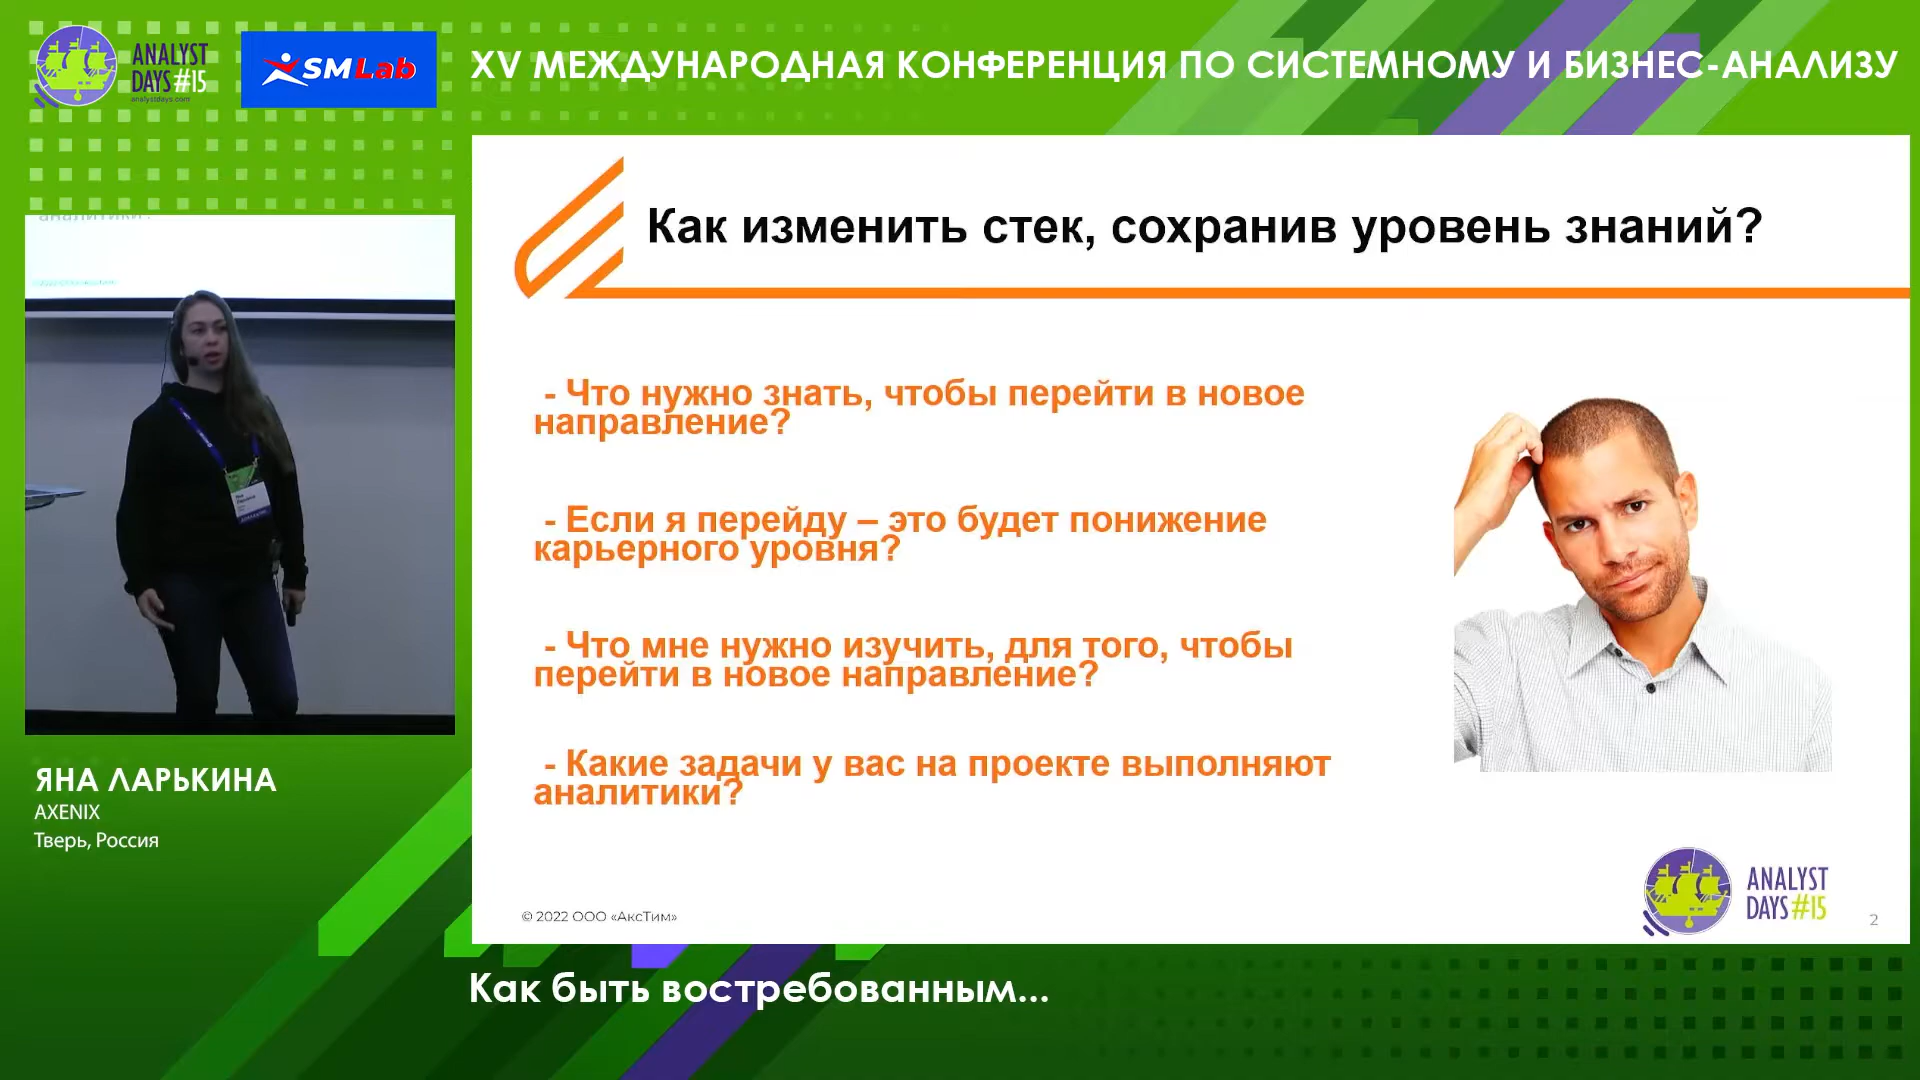 ANALYST
DAYS#15
analystdays.com
SMLab
XV МЕЖДУНАРОДНАЯ КОНФЕРЕНЦИЯ ПО СИСТЕМНОМУ И БИЗНЕС-АНАЛИЗУ
Как изменить стек, сохранив уровень знаний?
- Что нужно знать, чтобы перейти в новое
направление?
- Если я перейду – это будет понижение
карьерного уровня?
- Что мне нужно изучить, для того, чтобы
перейти в новое направление?
- Какие задачи у вас на проекте выполняют
аналитики?
© 2022 ООО «АксТим»
ANALYST
DAYS#15
2
ЯНА ЛАРЬКИНА
AXENIX
Тверь, Россия
Как быть востребованным...